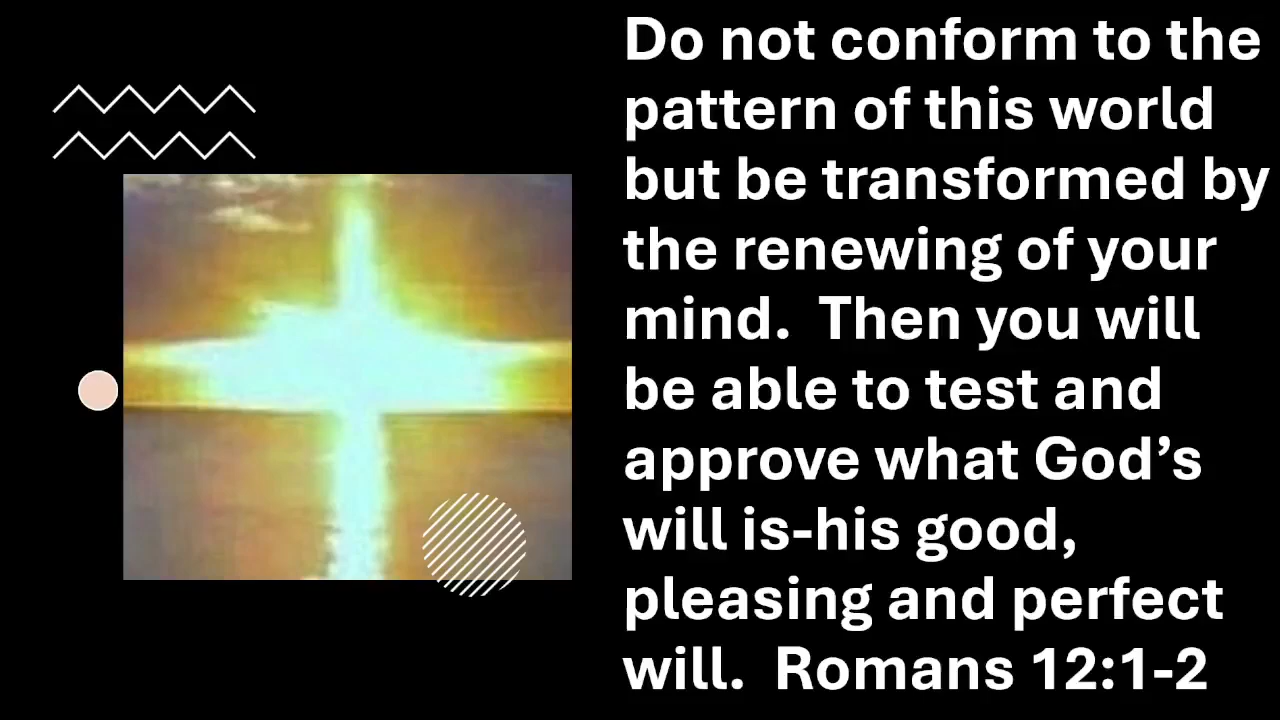 Do not conform to the
pattern of this world
but be transformed by
the renewing of your
mind.  Then you will
be able to test and
approve what God’s
will is-his good,
pleasing and perfect
will.  Romans 12:1-2